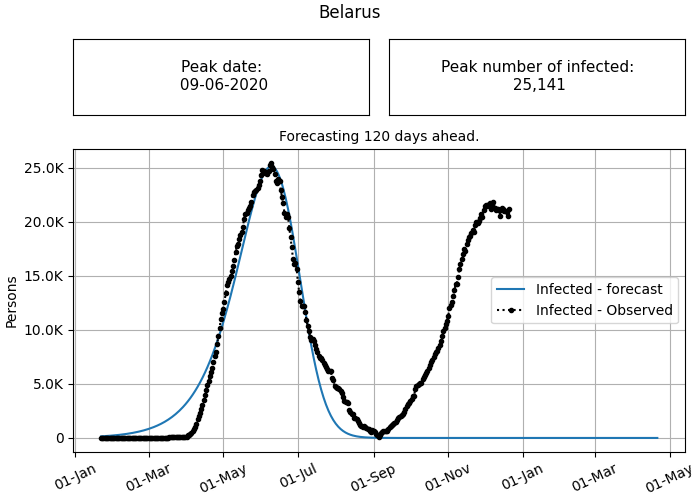 Belarus
Peak date:
09-06-2020
Peak number of infected:
25,141
Forecasting 120 days ahead.
25.0K
20.0K
15.0K
10.0K
5.0K
0
Persons
Infected - forecast
Infected - Observed
01-Jan
01-Mar
01-May
01-Jul
01-Sep
01-Nov
01-Jan
01-Mar
01-May